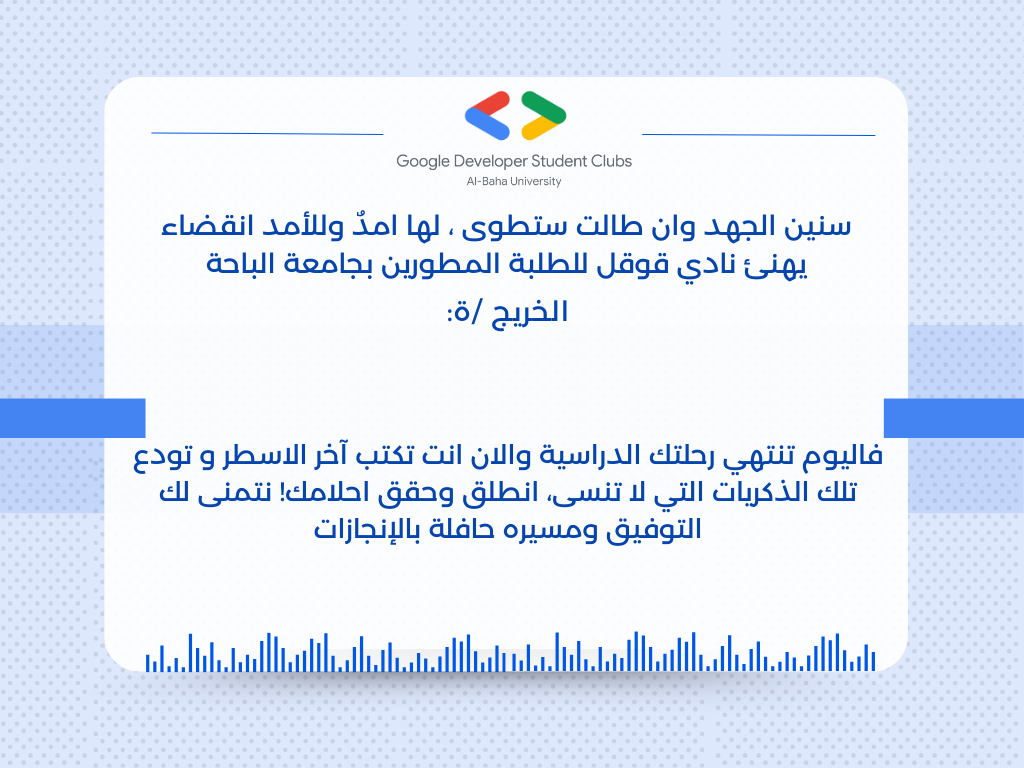 Google Developer Student Clubs
Al-Baha University
سنين الجهد وان طالت ستطوى ، لها امدٌ وللأمد انقضاء
يهنئ نادي قوقل للطلبة المطورين بجامعة الباحة
الخريج /ة:
فاليوم تنتهي رحلتك الدراسية والان انت تكتب آخر الاسطر و تودع
تلك الذكريات التي لا تنسى، انطلق وحقق احلامك! نتمنى لك
التوفيق ومسيره حافلة بالإنجازات